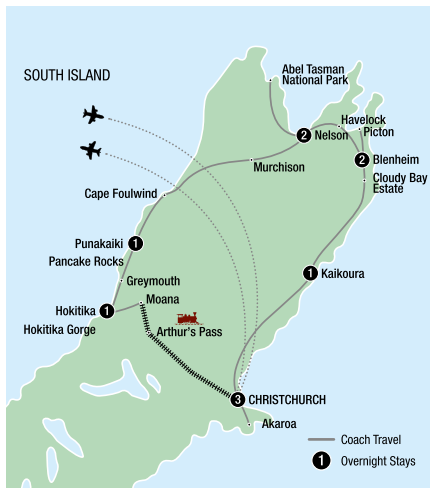 SOUTH ISLAND
Abel Tasman
National Park
Havelock
Picton
2
Nelson
2
Blenheim
Murchison
Cloudy Bay
Estate
Cape Foulwind
1
Punakaiki
Pancake Rocks
1
Kaikoura
Greymouth
Moana
Hokitika
1
Hokitika Gorge
Arthur's Pass
3
CHRISTCHURCH
Akaroa
Coach Travel
1
Overnight Stays